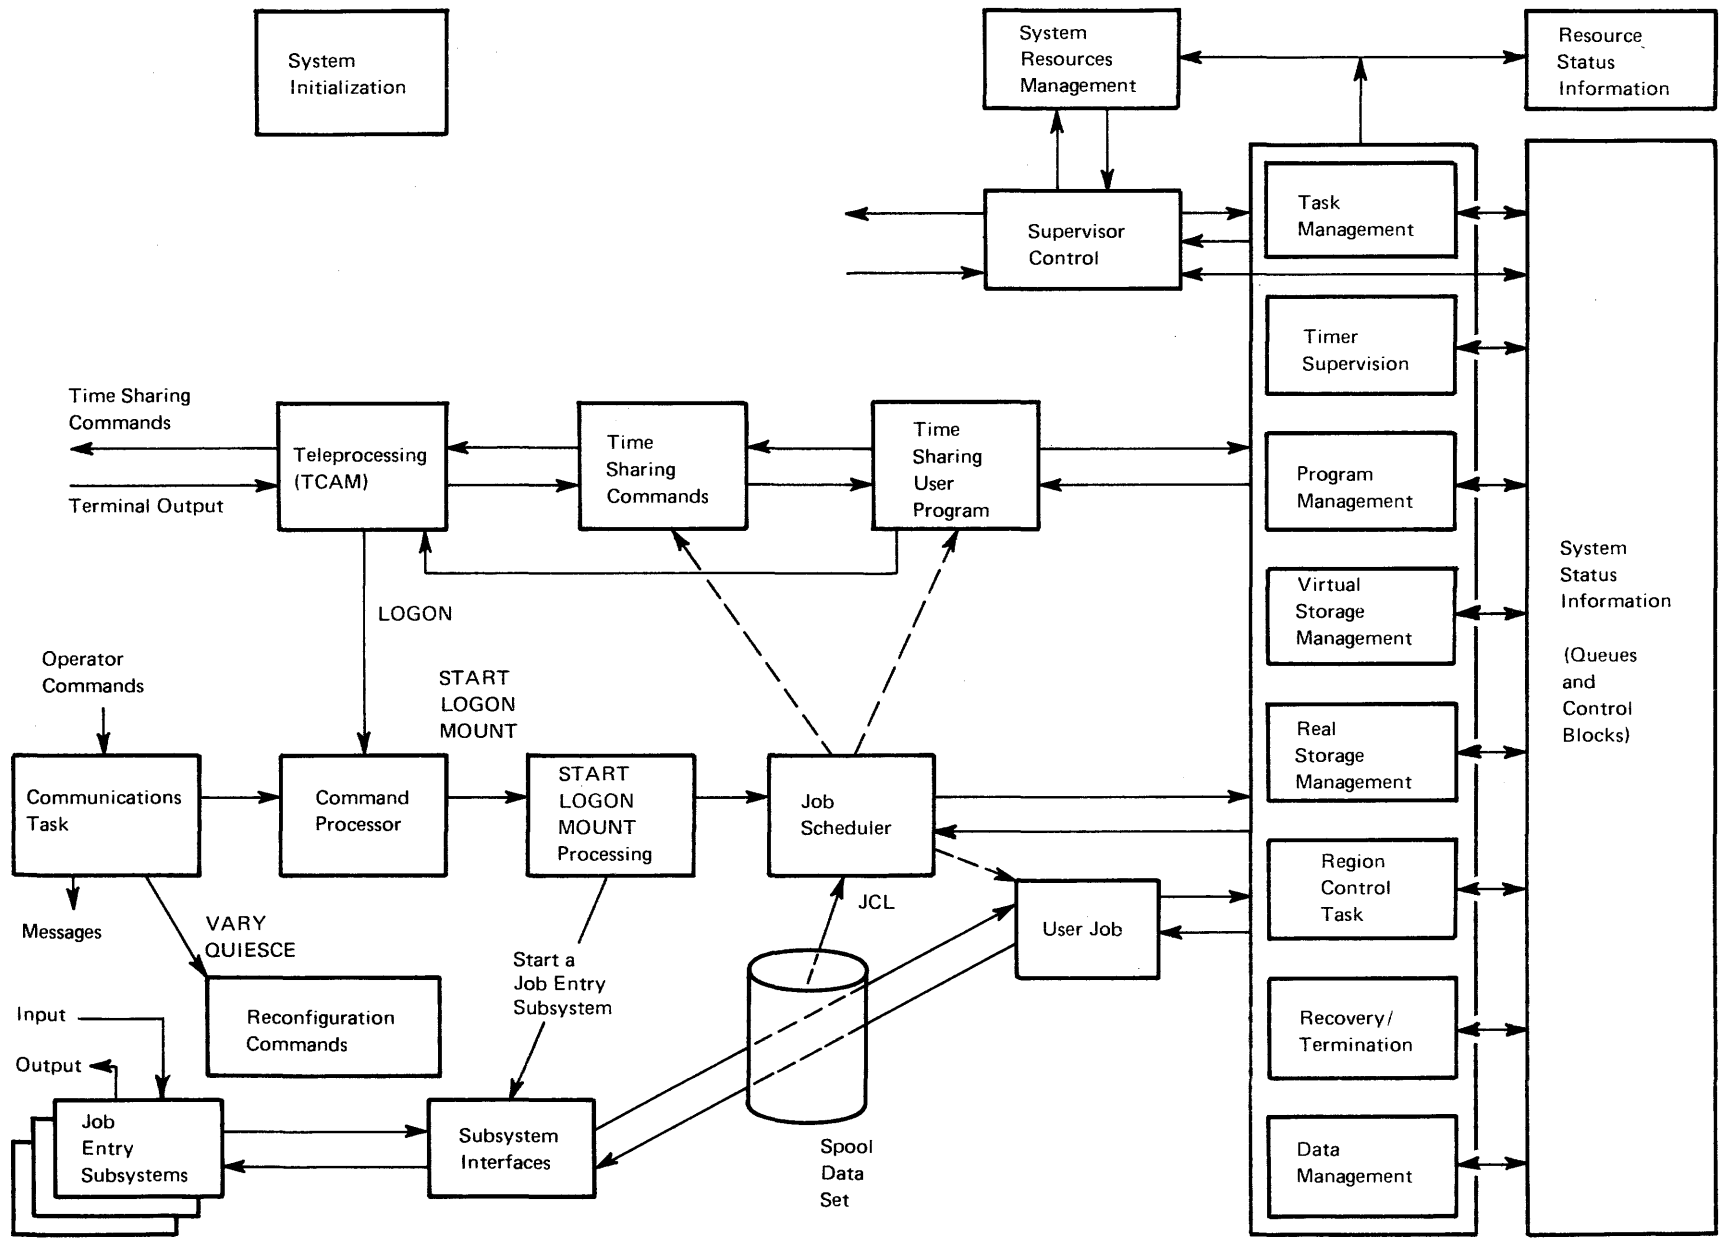 System
Initialization
System
Resources
Management
Resource
Status
Information
Supervisor
Control
Task
Management
Timer
Supervision
Time Sharing
Commands
Terminal Output
Teleprocessing
(TCAM)
Time
Sharing
Commands
Time
Sharing
User
Program
Program
Management
System
Status
Information
(Queues
and
Control
Blocks)
Virtual
Storage
Management
LOGON
Operator
Commands
START
LOGON
MOUNT
Communications
Task
Command
Processor
START
LOGON
MOUNT
Processing
Job
Scheduler
Real
Storage
Management
Region
Control
Task
JCL
User Job
Messages
VARY
QUIESCE
Start a
Job Entry
Subsystem
Reconfiguration
Commands
Input
Output
Recovery/
Termination
Job
Entry
Subsystems
Subsystem
Interfaces
Spool
Data
Set
Data
Management